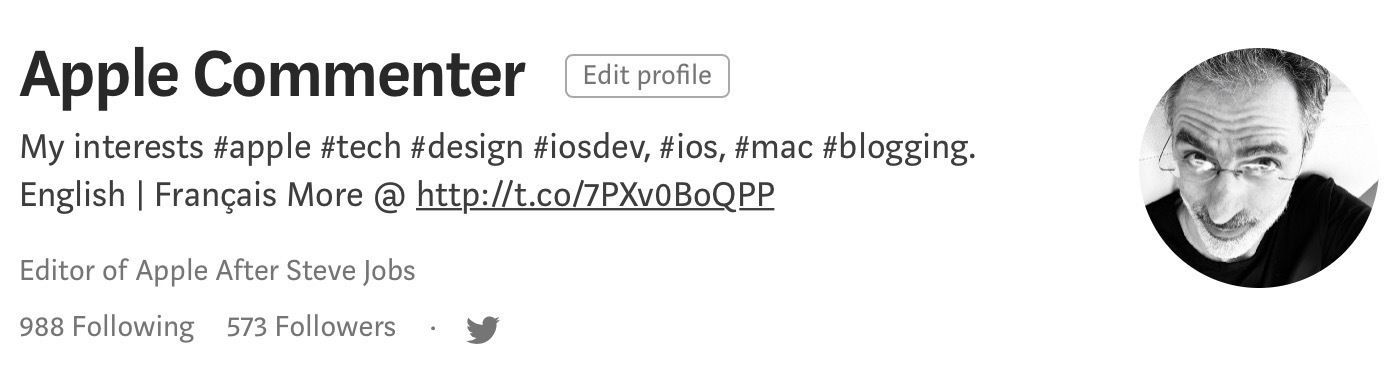 Apple Commenter Edit profile
My interests #apple #tech #design #iosdev, #ios, #mac #blogging.
English | Français More @ http://t.co/7PXv0BoQPP
Editor of Apple After Steve Jobs
988 Following 573 Followers ·